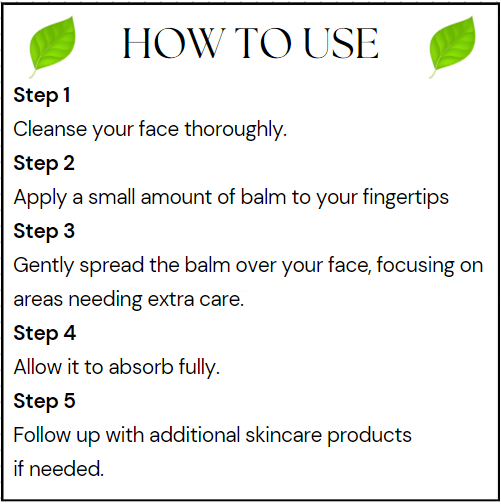 HOW TO USE
Step 1
Cleanse your face thoroughly.
Step 2
Apply a small amount of balm to your fingertips
Step 3
Gently spread the balm over your face, focusing on
areas needing extra care.
Step 4
Allow it to absorb fully.
Step 5
Follow up with additional skincare products
if needed.